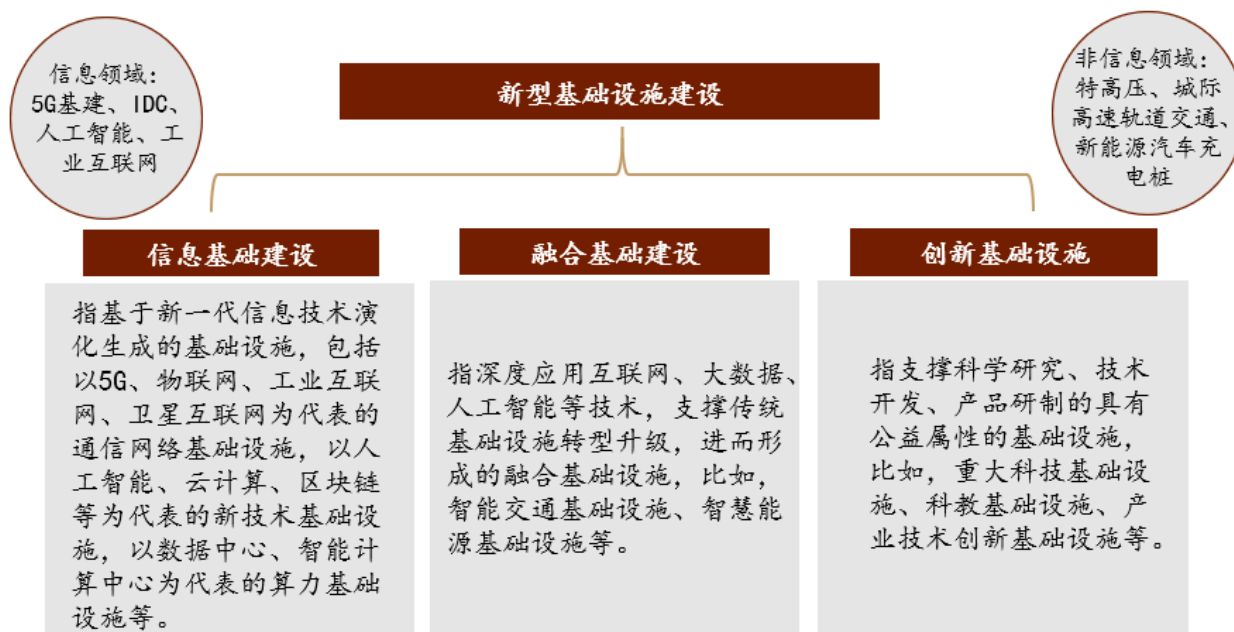 信息领域：
5G基建、IDC、
人工智能、工
业互联网
新型基础设施建设
非信息领域：
特高压、城际
高速轨道交通、
新能源汽车充
电桩
信息基础建设
指基于新一代信息技术演
化生成的基础设施，包括
以5G、物联网、工业互联
网、卫星互联网为代表的
通信网络基础设施，以人
工智能、云计算、区块链
等为代表的新技术基础设
施，以数据中心、智能计
算中心为代表的算力基础
设施等。
融合基础建设
指深度应用互联网、大数据、
人工智能等技术，支撑传统
基础设施转型升级，进而形
成的融合基础设施，比如，
智能交通基础设施、智慧能
源基础设施等。
创新基础设施
指支撑科学研究、技术
开发、产品研制的具有
公益属性的基础设施，
比如，重大科技基础设
施、科教基础设施、产
业技术创新基础设施等。